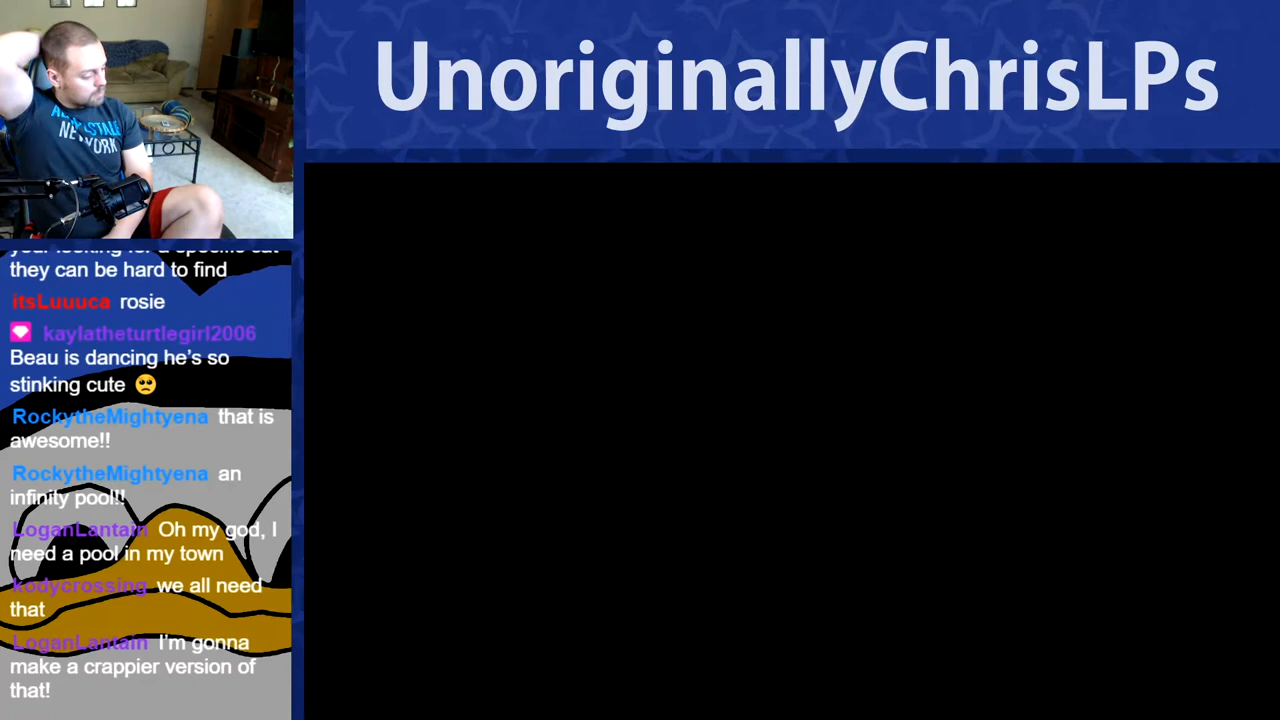 UnoriginallyChrisLPs
NEW YORK
they can be hard to find
itsLuuuca rosie
kaylatheturtlegirl2006
Beau is dancing he's so
stinking cute 🥺
RockytheMightyena that is
awesome!!
RockytheMightyena an
infinity pool!!
LoganLantain Oh my god, I
need a pool in my town
kodycrossing we all need
that
LoganLantain I'm gonna
make a crappier version of
that!